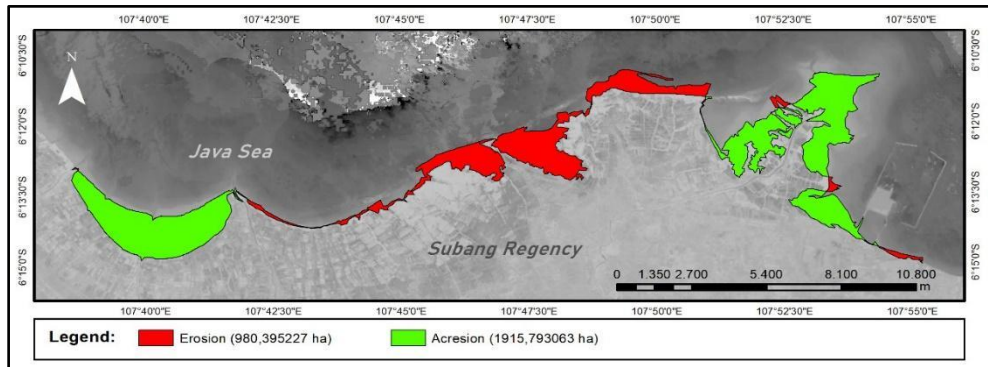 107°40'0"E 107°42'30"E 107°45'0"E 107°47'30"E 107°50'0"E 107°52'30"E 107°55'0"E
6°10'30"S 6°10'30"S
N
6°12'0"S 6°12'0"S
Java Sea
6°13'30"S 6°13'30"S
Subang Regency
6°15'0"S 6°15'0"S
0 1.350 2.700 5.400 8.100 10.800
m
107°40'0"E 107°42'30"E 107°45'0"E 107°47'30"E 107°50'0"E 107°52'30"E 107°55'0"E
Legend: Erosion (980,395227 ha) Acresion (1915,793063 ha)